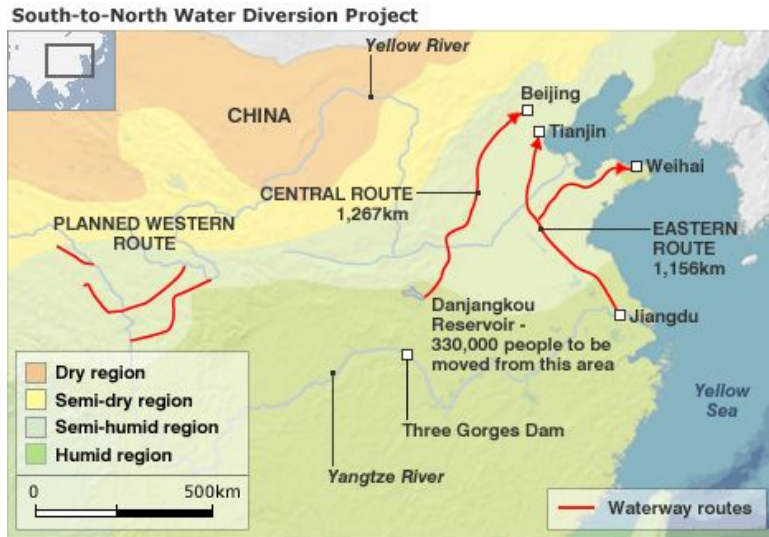 South-to-North Water Diversion Project
Yellow River
CHINA
Beijing
Tianjin
Weihai
CENTRAL ROUTE
1,267km
PLANNED WESTERN
ROUTE
EASTERN
ROUTE
1,156km
Danjangkou
Reservoir -
330,000 people to be
moved from this area
Jiangdu
Dry region
Semi-dry region
Semi-humid region
Humid region
Three Gorges Dam
Yellow
Sea
Yangtze River
0 500km
Waterway routes